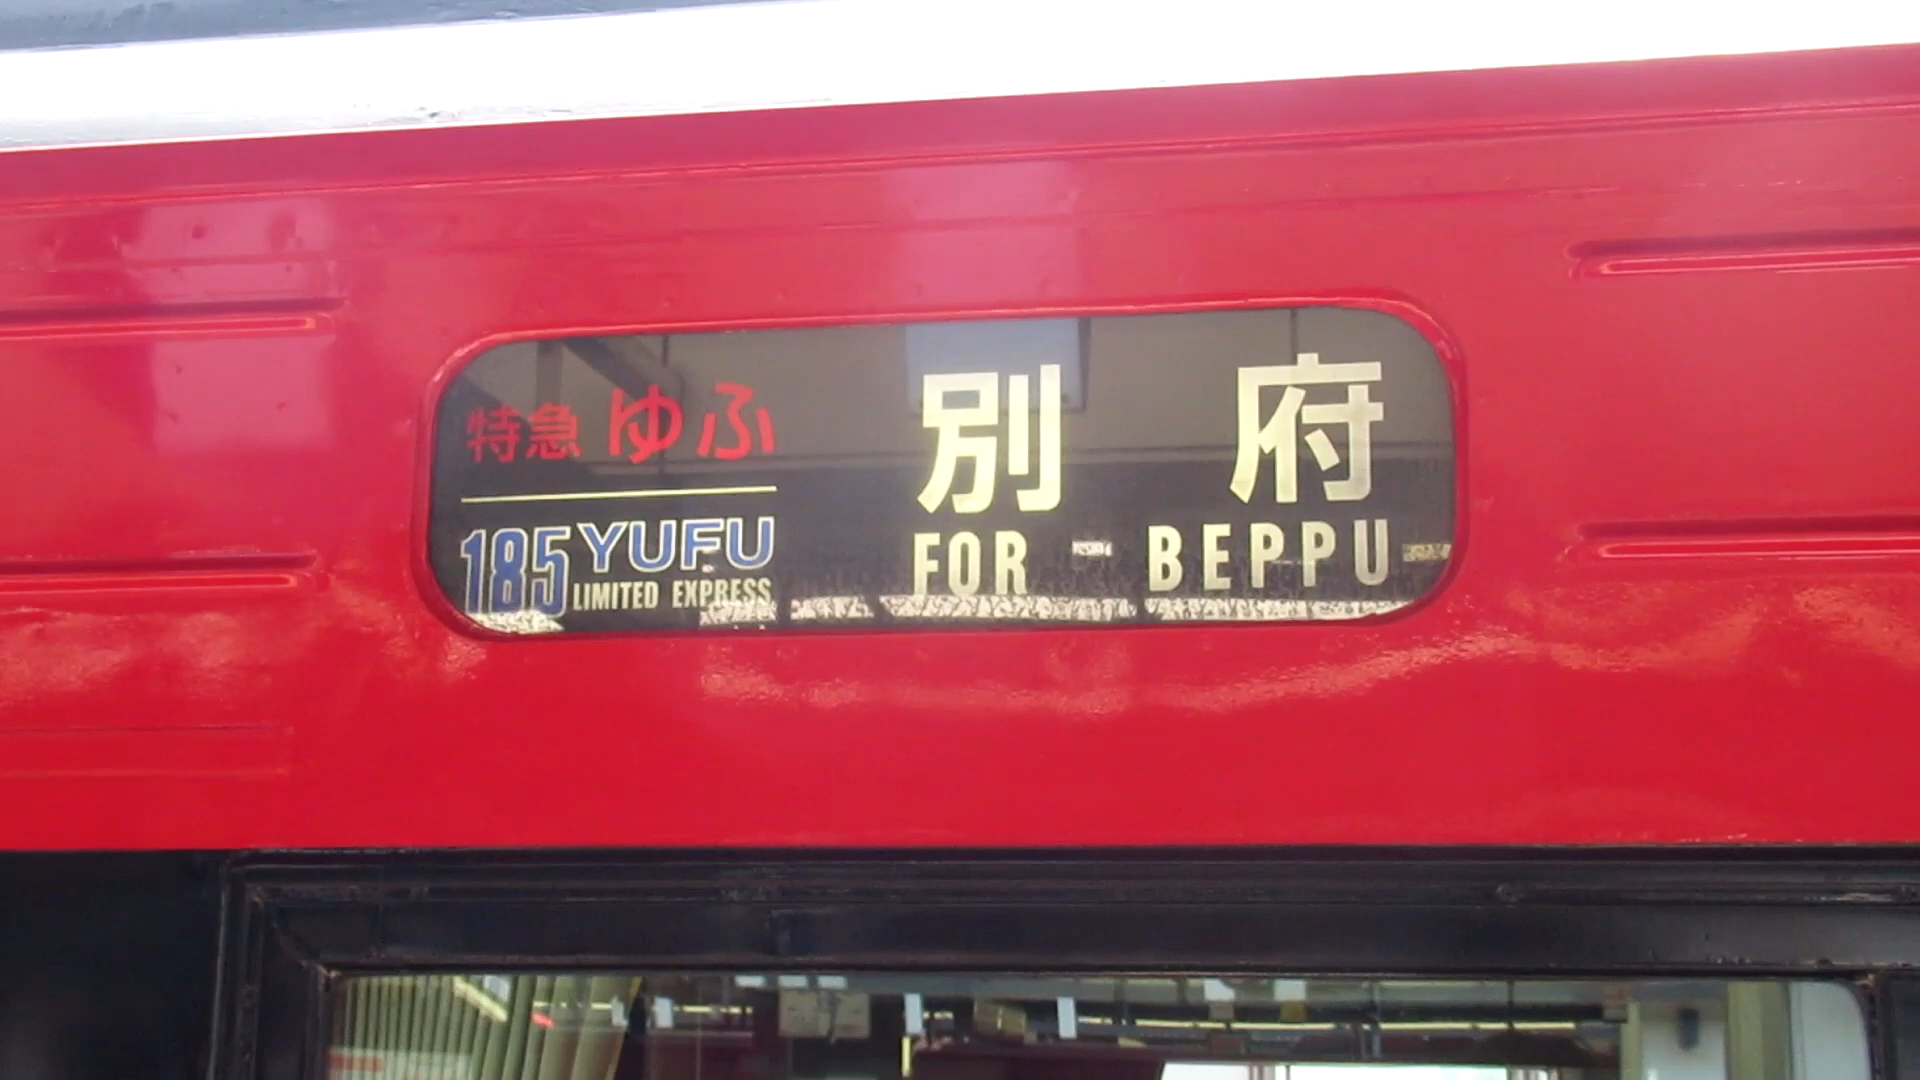 特急 ゆふ
185 YUFU
LIMITED EXPRESS
別府
FOR BEPPU